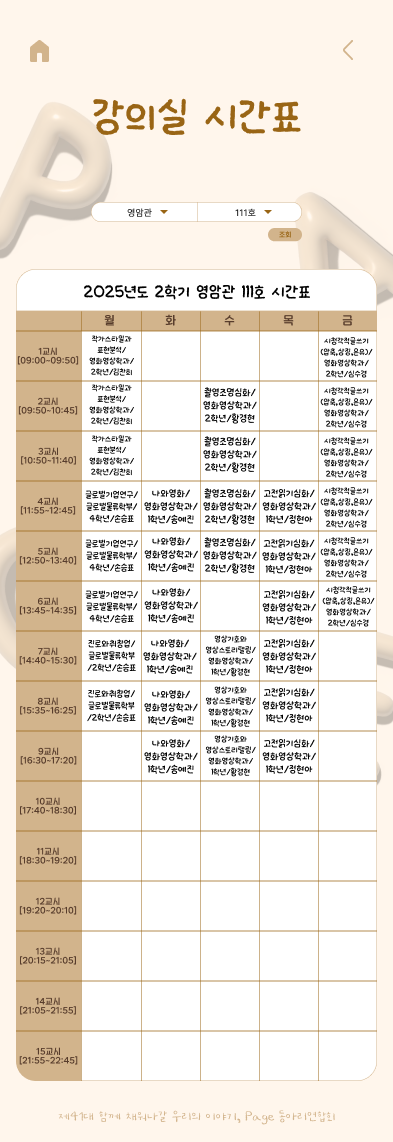 강의실 시간표
영암관
111호
조회
2025년도 2학기 영암관 111호 시간표
월 화 수 목 금
1교시
[09:00~09:50]
작가스타일과
표현분석/
영화영상학과/
2학년/김찬희
시청각적글쓰기
(압축,상징,은유)/
영화영상학과/
2학년/심수경
2교시
[09:50~10:45]
작가스타일과
표현분석/
영화영상학과/
2학년/김찬희
촬영조명심화/
영화영상학과/
2학년/황경현
시청각적글쓰기
(압축,상징,은유)/
영화영상학과/
2학년/심수경
3교시
[10:50~11:40]
작가스타일과
표현분석/
영화영상학과/
2학년/김찬희
촬영조명심화/
영화영상학과/
2학년/황경현
시청각적글쓰기
(압축,상징,은유)/
영화영상학과/
2학년/심수경
4교시
[11:55~12:45]
글로벌기업연구/
글로벌물류학부/
4학년/손승표
나와영화/
영화영상학과/
1학년/송예진
촬영조명심화/
영화영상학과/
2학년/황경현
고전읽기심화/
영화영상학과/
1학년/정현아
시청각적글쓰기
(압축,상징,은유)/
영화영상학과/
2학년/심수경
5교시
[12:50~13:40]
글로벌기업연구/
글로벌물류학부/
4학년/손승표
나와영화/
영화영상학과/
1학년/송예진
촬영조명심화/
영화영상학과/
2학년/황경현
고전읽기심화/
영화영상학과/
1학년/정현아
시청각적글쓰기
(압축,상징,은유)/
영화영상학과/
2학년/심수경
6교시
[13:45~14:35]
글로벌기업연구/
글로벌물류학부/
4학년/손승표
나와영화/
영화영상학과/
1학년/송예진
고전읽기심화/
영화영상학과/
1학년/정현아
시청각적글쓰기
(압축,상징,은유)/
영화영상학과/
2학년/심수경
7교시
[14:40~15:30]
진로와취창업/
글로벌물류학부
/2학년/손승표
나와영화/
영화영상학과/
1학년/송예진
영상기호와
영상스토리텔링/
영화영상학과/
1학년/황경현
고전읽기심화/
영화영상학과/
1학년/정현아
8교시
[15:35~16:25]
진로와취창업/
글로벌물류학부
/2학년/손승표
나와영화/
영화영상학과/
1학년/송예진
영상기호와
영상스토리텔링/
영화영상학과/
1학년/황경현
고전읽기심화/
영화영상학과/
1학년/정현아
9교시
[16:30~17:20]
나와영화/
영화영상학과/
1학년/송예진
영상기호와
영상스토리텔링/
영화영상학과/
1학년/황경현
고전읽기심화/
영화영상학과/
1학년/정현아
10교시
[17:40~18:30]
11교시
[18:30~19:20]
12교시
[19:20~20:10]
13교시
[20:15~21:05]
14교시
[21:05~21:55]
15교시
[21:55~22:45]
제41대 함께 채워나갈 우리의 이야기, Page 동아리연합회